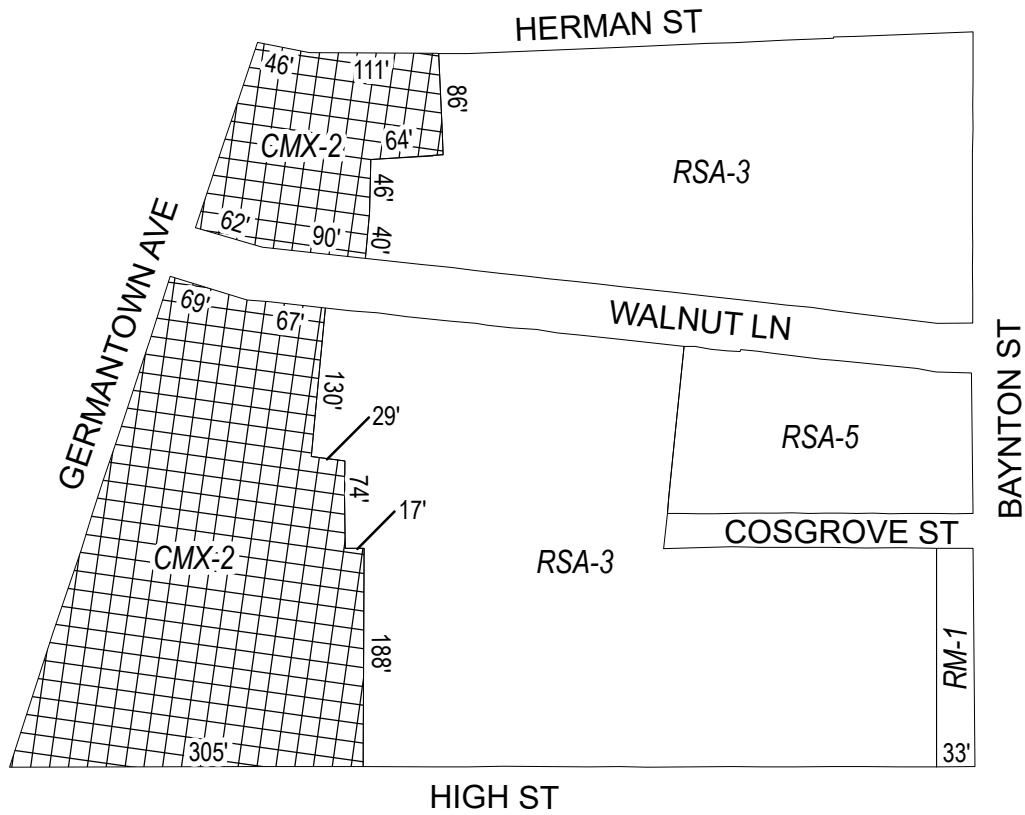 HERMAN ST
46'
111'
86'
64'
CMX-2
RSA-3
46'
62'
90'
40'
GERMANTOWN AVE
69'
67'
WALNUT LN
BAYNTON ST
130'
29'
RSA-5
74'
17'
COSGROVE ST
CMX-2
RSA-3
188'
RM-1
305'
33'
HIGH ST